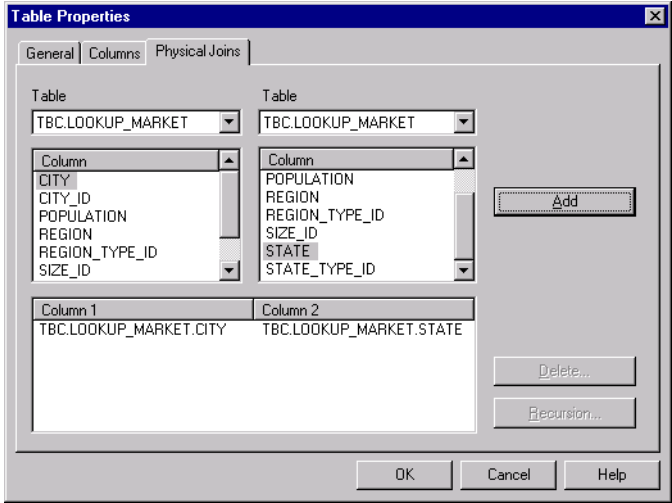 Table Properties
General Columns Physical Joins
Table Table
TBC.LOOKUP_MARKET TBC.LOOKUP_MARKET
Column Column
CITY POPULATION
CITY_ID REGION
POPULATION REGION_TYPE_ID
REGION SIZE_ID
REGION_TYPE_ID STATE
SIZE_ID STATE_TYPE_ID
Add
Column 1 Column 2
TBC.LOOKUP_MARKET.CITY TBC.LOOKUP_MARKET.STATE
Delete...
Recursion...
OK Cancel Help